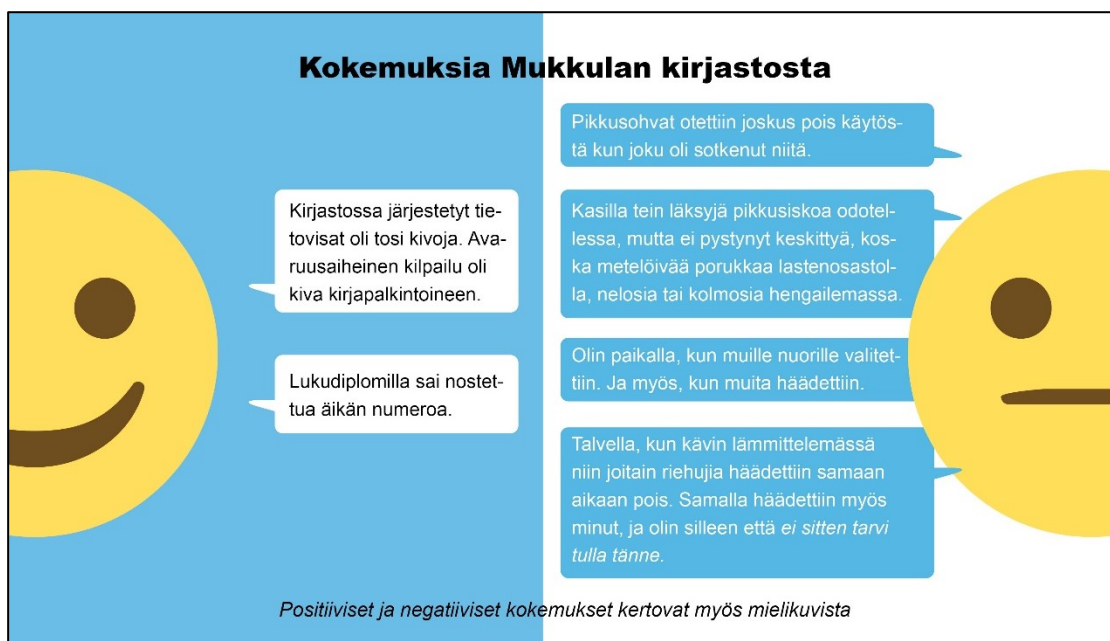 Kokemuksia Mukkulan kirjastosta
Kirjastossa järjestetyt tie-
tovisat oli tosi kivoja. Ava-
ruusaiheinen kilpailu oli
kiva kirjapalkintoineen.
Lukudiplomilla sai nostet-
tua äikän numeroa.
Pikkusohvat otettiin joskus pois käytös-
tä kun joku oli sotkenut niitä.
Kasilla tein läksyjä pikkusiskoa odotel-
lessa, mutta ei pystynyt keskittyä, kos-
ka metelöivää porukkaa lastenosastol-
la, nelosia tai kolmosia hengailemassa.
Olin paikalla, kun muille nuorille valitet-
tiin. Ja myös, kun muita häädettiin.
Talvella, kun kävin lämmittelemässä
niin joitain riehujia häädettiin samaan
aikaan pois. Samalla häädettiin myös
minut, ja olin silleen että ei sitten tarvi
tulla tänne.
Positiiviset ja negatiiviset kokemukset kertovat myös mielikuvista